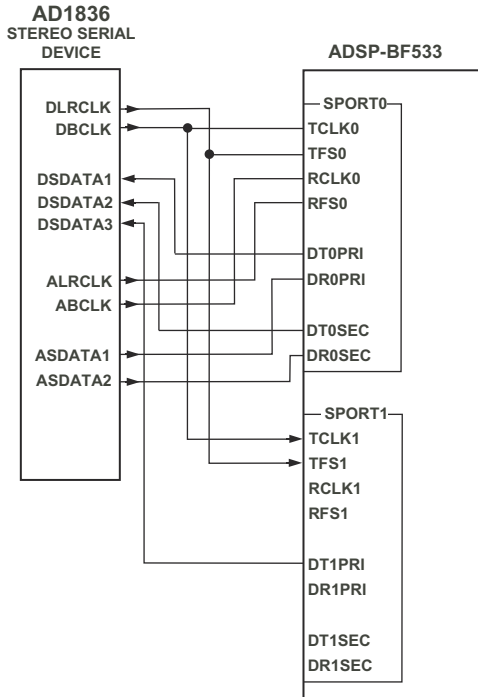 AD1836
STEREO SERIAL
DEVICE
DLRCLK
DBCLK
DSDATA1
DSDATA2
DSDATA3
ALRCLK
ABCLK
ASDATA1
ASDATA2
ADSP-BF533
SPORT0
TCLK0
TFS0
RCLK0
RFS0
DT0PRI
DR0PRI
DT0SEC
DR0SEC
SPORT1
TCLK1
TFS1
RCLK1
RFS1
DT1PRI
DR1PRI
DT1SEC
DR1SEC